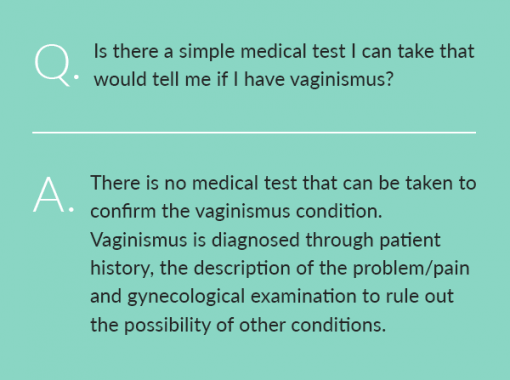 Q. Is there a simple medical test I can take that
would tell me if I have vaginismus?
A. There is no medical test that can be taken to
confirm the vaginismus condition.
Vaginismus is diagnosed through patient
history, the description of the problem/pain
and gynecological examination to rule out
the possibility of other conditions.